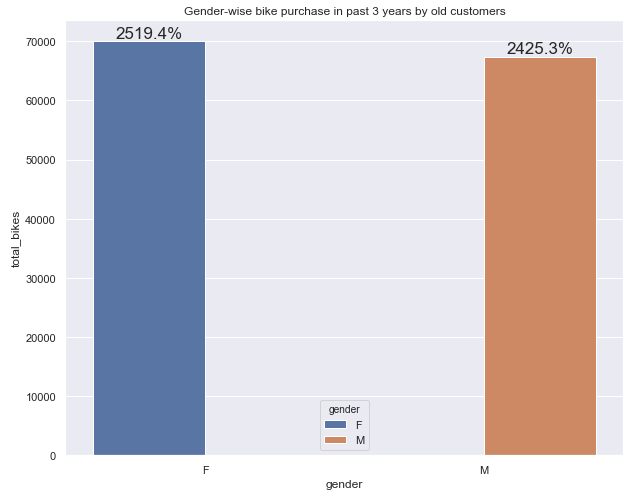 Gender-wise bike purchase in past 3 years by old customers
2519.4%
2425.3%
70000
60000
50000
40000
30000
20000
10000
0
total_bikes
gender
F
M
F
M
gender